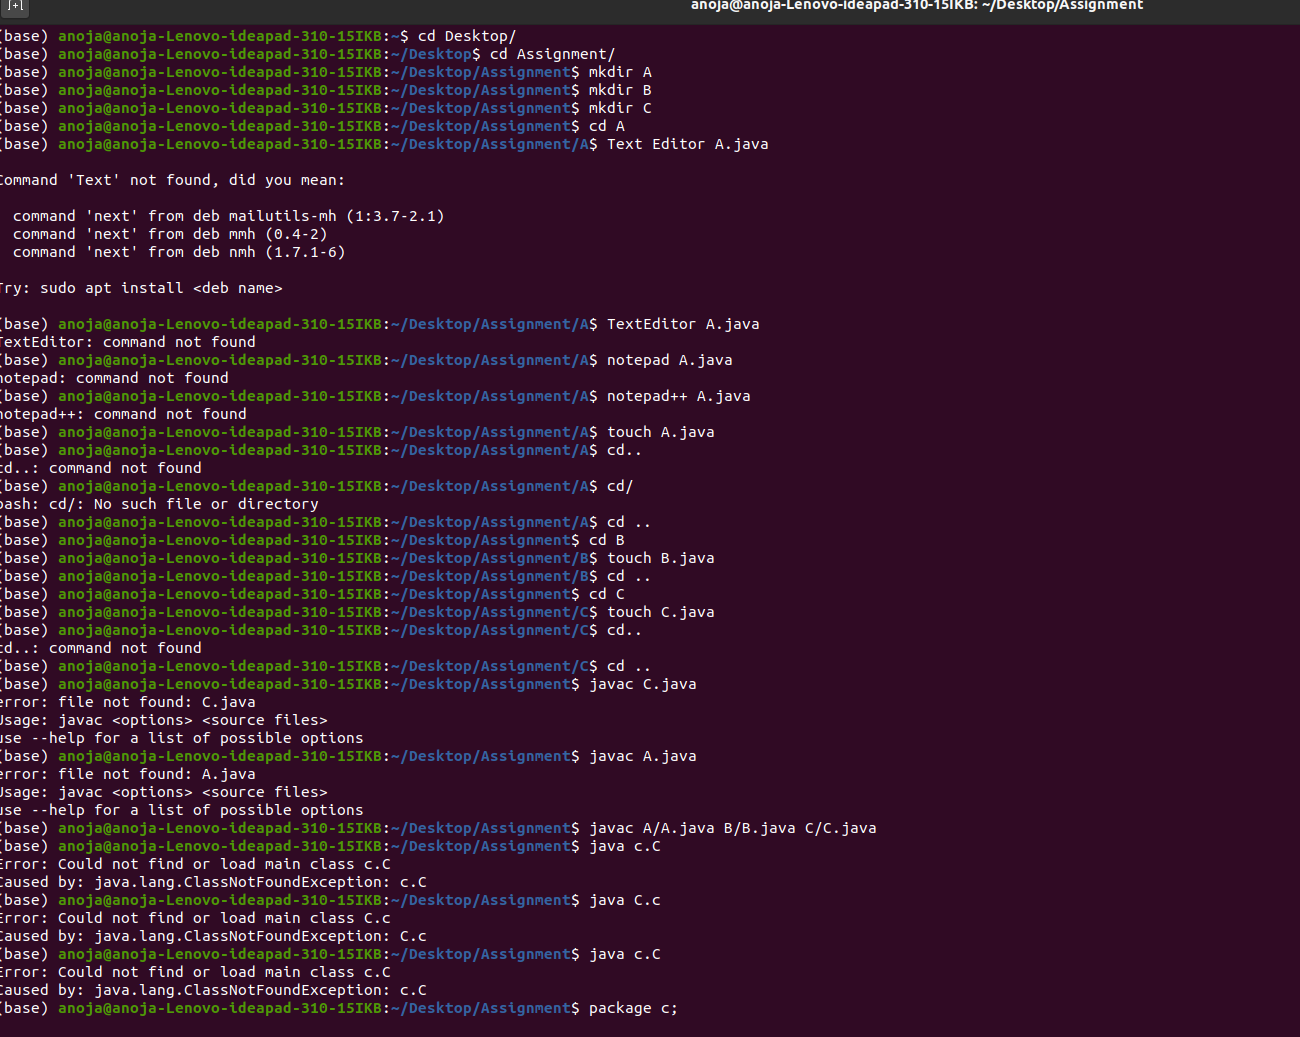 anoja@anoja-Lenovo-ideapad-310-15IKB: ~/Desktop/Assignment
(base) anoja@anoja-Lenovo-ideapad-310-15IKB:~$ cd Desktop/
(base) anoja@anoja-Lenovo-ideapad-310-15IKB:~/Desktop$ cd Assignment/
(base) anoja@anoja-Lenovo-ideapad-310-15IKB:~/Desktop/Assignment$ mkdir A
(base) anoja@anoja-Lenovo-ideapad-310-15IKB:~/Desktop/Assignment$ mkdir B
(base) anoja@anoja-Lenovo-ideapad-310-15IKB:~/Desktop/Assignment$ mkdir C
(base) anoja@anoja-Lenovo-ideapad-310-15IKB:~/Desktop/Assignment$ cd A
(base) anoja@anoja-Lenovo-ideapad-310-15IKB:~/Desktop/Assignment/A$ Text Editor A.java
Command 'Text' not found, did you mean:
command 'next' from deb mailutils-mh (1:3.7-2.1)
command 'next' from deb mmh (0.4-2)
command 'next' from deb nmh (1.7.1-6)
Try: sudo apt install <deb name>
(base) anoja@anoja-Lenovo-ideapad-310-15IKB:~/Desktop/Assignment/A$ TextEditor A.java
TextEditor: command not found
(base) anoja@anoja-Lenovo-ideapad-310-15IKB:~/Desktop/Assignment/A$ notepad A.java
notepad: command not found
(base) anoja@anoja-Lenovo-ideapad-310-15IKB:~/Desktop/Assignment/A$ notepad++ A.java
notepad++: command not found
(base) anoja@anoja-Lenovo-ideapad-310-15IKB:~/Desktop/Assignment/A$ touch A.java
(base) anoja@anoja-Lenovo-ideapad-310-15IKB:~/Desktop/Assignment/A$ cd..
cd..: command not found
(base) anoja@anoja-Lenovo-ideapad-310-15IKB:~/Desktop/Assignment/A$ cd/
bash: cd/: No such file or directory
(base) anoja@anoja-Lenovo-ideapad-310-15IKB:~/Desktop/Assignment/A$ cd ..
(base) anoja@anoja-Lenovo-ideapad-310-15IKB:~/Desktop/Assignment$ cd B
(base) anoja@anoja-Lenovo-ideapad-310-15IKB:~/Desktop/Assignment/B$ touch B.java
(base) anoja@anoja-Lenovo-ideapad-310-15IKB:~/Desktop/Assignment/B$ cd ..
(base) anoja@anoja-Lenovo-ideapad-310-15IKB:~/Desktop/Assignment$ cd C
(base) anoja@anoja-Lenovo-ideapad-310-15IKB:~/Desktop/Assignment/C$ touch C.java
(base) anoja@anoja-Lenovo-ideapad-310-15IKB:~/Desktop/Assignment/C$ cd..
cd..: command not found
(base) anoja@anoja-Lenovo-ideapad-310-15IKB:~/Desktop/Assignment/C$ cd ..
(base) anoja@anoja-Lenovo-ideapad-310-15IKB:~/Desktop/Assignment$ javac C.java
error: file not found: C.java
Usage: javac <options> <source files>
use --help for a list of possible options
(base) anoja@anoja-Lenovo-ideapad-310-15IKB:~/Desktop/Assignment$ javac A.java
error: file not found: A.java
Usage: javac <options> <source files>
use --help for a list of possible options
(base) anoja@anoja-Lenovo-ideapad-310-15IKB:~/Desktop/Assignment$ javac A/A.java B/B.java C/C.java
(base) anoja@anoja-Lenovo-ideapad-310-15IKB:~/Desktop/Assignment$ java c.C
Error: Could not find or load main class c.C
Caused by: java.lang.ClassNotFoundException: c.C
(base) anoja@anoja-Lenovo-ideapad-310-15IKB:~/Desktop/Assignment$ java C.c
Error: Could not find or load main class C.c
Caused by: java.lang.ClassNotFoundException: C.c
(base) anoja@anoja-Lenovo-ideapad-310-15IKB:~/Desktop/Assignment$ java c.C
Error: Could not find or load main class c.C
Caused by: java.lang.ClassNotFoundException: c.C
(base) anoja@anoja-Lenovo-ideapad-310-15IKB:~/Desktop/Assignment$ package c;